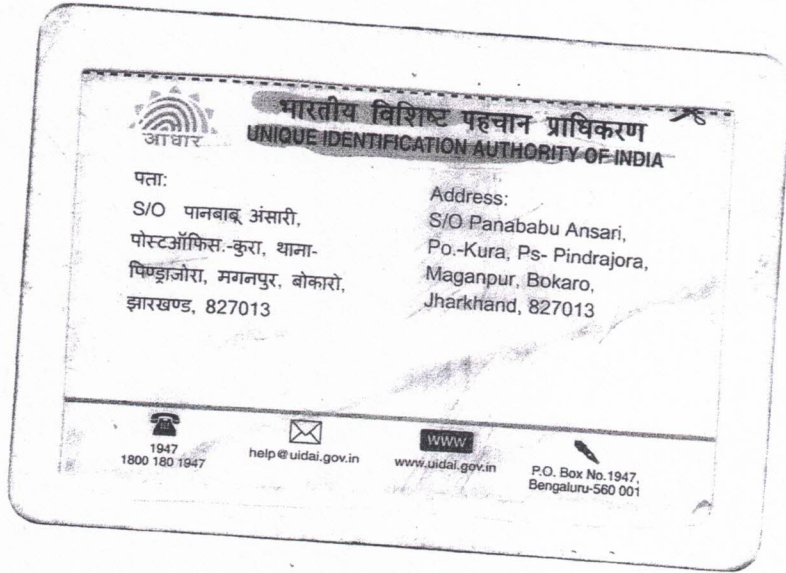 भारतीय विशिष्ट पहचान प्राधिकरण
UNIQUE IDENTIFICATION AUTHORITY OF INDIA
आधार
पता:
S/O पानबाबू अंसारी,
पोस्टऑफिस.-कुरा, थाना-
पिण्ड्राजोरा, मगनपुर, बोकारो,
झारखण्ड, 827013
Address:
S/O Panababu Ansari,
Po.-Kura, Ps- Pindrajora,
Maganpur, Bokaro,
Jharkhand, 827013
1947
1800 180 1947
help@uidai.gov.in
www
www.uidai.gov.in
P.O. Box No.1947,
Bengaluru-560 001